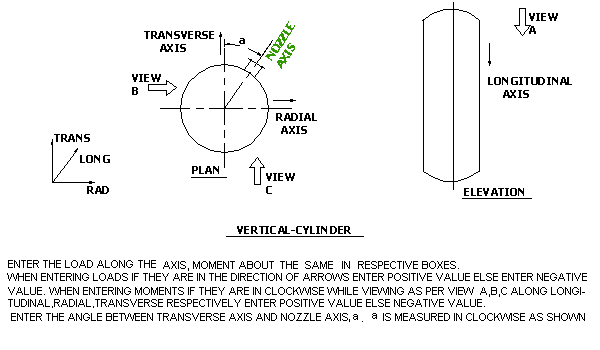 TRANSVERSE
AXIS
a
NOZZLE
AXIS
VIEW
A
VIEW
B
LONGITUDINAL
AXIS
RADIAL
AXIS
TRANS
LONG
RAD
PLAN
VIEW
C
ELEVATION
VERTICAL-CYLINDER
ENTER THE LOAD ALONG THE AXIS, MOMENT ABOUT THE SAME IN RESPECTIVE BOXES.
WHEN ENTERING LOADS IF THEY ARE IN THE DIRECTION OF ARROWS ENTER POSITIVE VALUE ELSE ENTER NEGATIVE
VALUE. WHEN ENTERING MOMENTS IF THEY ARE IN CLOCKWISE WHILE VIEWING AS PER VIEW A,B,C ALONG LONGI-
TUDINAL,RADIAL,TRANSVERSE RESPECTIVELY ENTER POSITIVE VALUE ELSE NEGATIVE VALUE.
ENTER THE ANGLE BETWEEN TRANSVERSE AXIS AND NOZZLE AXIS, a . a IS MEASURED IN CLOCKWISE AS SHOWN